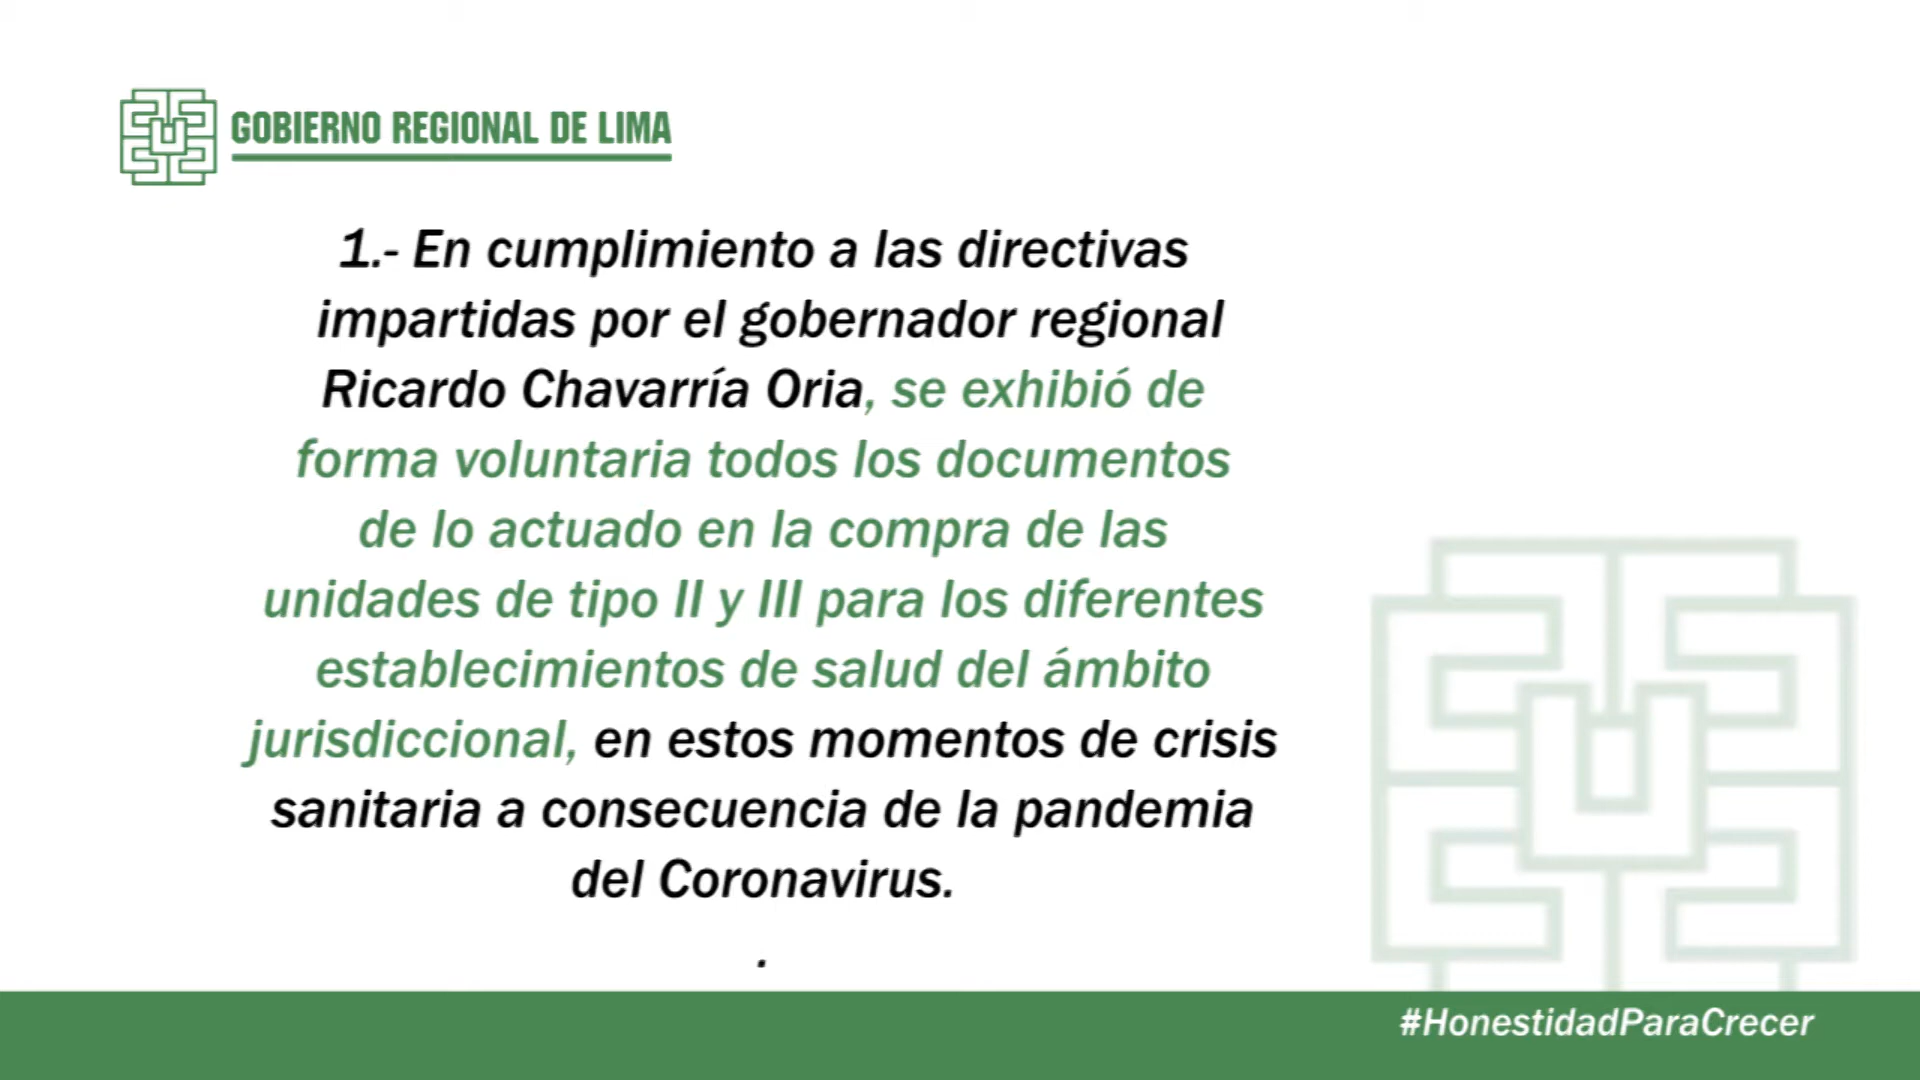 GOBIERNO REGIONAL DE LIMA
1.- En cumplimiento a las directivas
impartidas por el gobernador regional
Ricardo Chavarría Oria, se exhibió de
forma voluntaria todos los documentos
de lo actuado en la compra de las
unidades de tipo II y III para los diferentes
establecimientos de salud del ámbito
jurisdiccional, en estos momentos de crisis
sanitaria a consecuencia de la pandemia
del Coronavirus.
.
#HonestidadParaCrecer